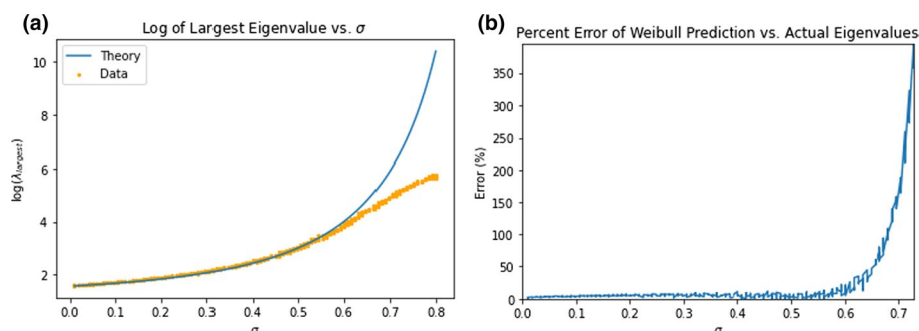 (a)
Log of Largest Eigenvalue vs. σ
Theory
Data
log(λlargest)
10
8
6
4
2
0.0 0.1 0.2 0.3 0.4 0.5 0.6 0.7 0.8
σ
(b)
Percent Error of Weibull Prediction vs. Actual Eigenvalues
Error (%)
350
300
250
200
150
100
50
0
0.0 0.1 0.2 0.3 0.4 0.5 0.6 0.7
σ